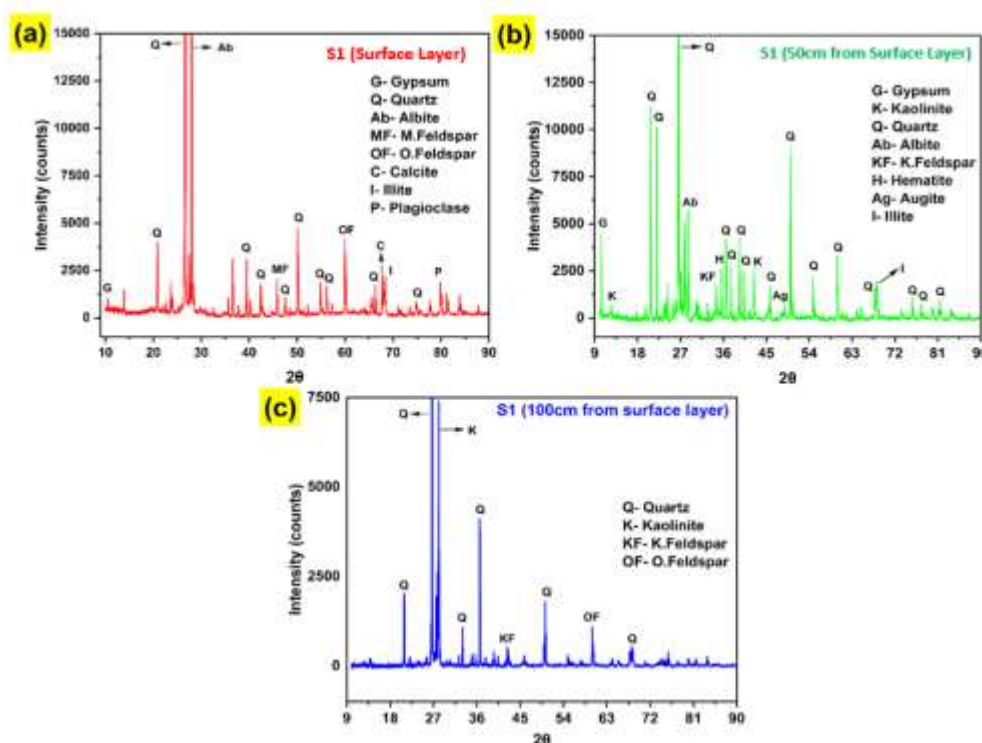 (a)
S1 (Surface Layer)
15000
12500
10000
7500
5000
2500
0
Intensity (counts)
Q
Ab
G- Gypsum
Q- Quartz
Ab- Albite
MF- M.Feldspar
OF- O.Feldspar
C- Calcite
I- Illite
P- Plagioclase
G
Q
Q
Q
MF
Q
Q
Q
Q
OF
Q
C
I
Q
P
10 20 30 40 50 60 70 80 90
2θ
(b)
S1 (50cm from Surface Layer)
15000
12500
10000
7500
5000
2500
0
Intensity (counts)
Q
G- Gypsum
K- Kaolinite
Q- Quartz
Ab- Albite
KF- K.Feldspar
H- Hematite
Ag- Augite
I- Illite
G
K
Q
Q
Ab
KF
H
Q
Q
Q
Q
K
Q
Ag
Q
Q
Q
Q
I
Q
Q
Q
9 18 27 36 45 54 63 72 81 90
2θ
(c)
S1 (100cm from surface layer)
7500
5000
2500
0
Intensity (counts)
Q
K
Q- Quartz
K- Kaolinite
KF- K.Feldspar
OF- O.Feldspar
Q
Q
Q
KF
Q
OF
Q
9 18 27 36 45 54 63 72 81 90
2θ